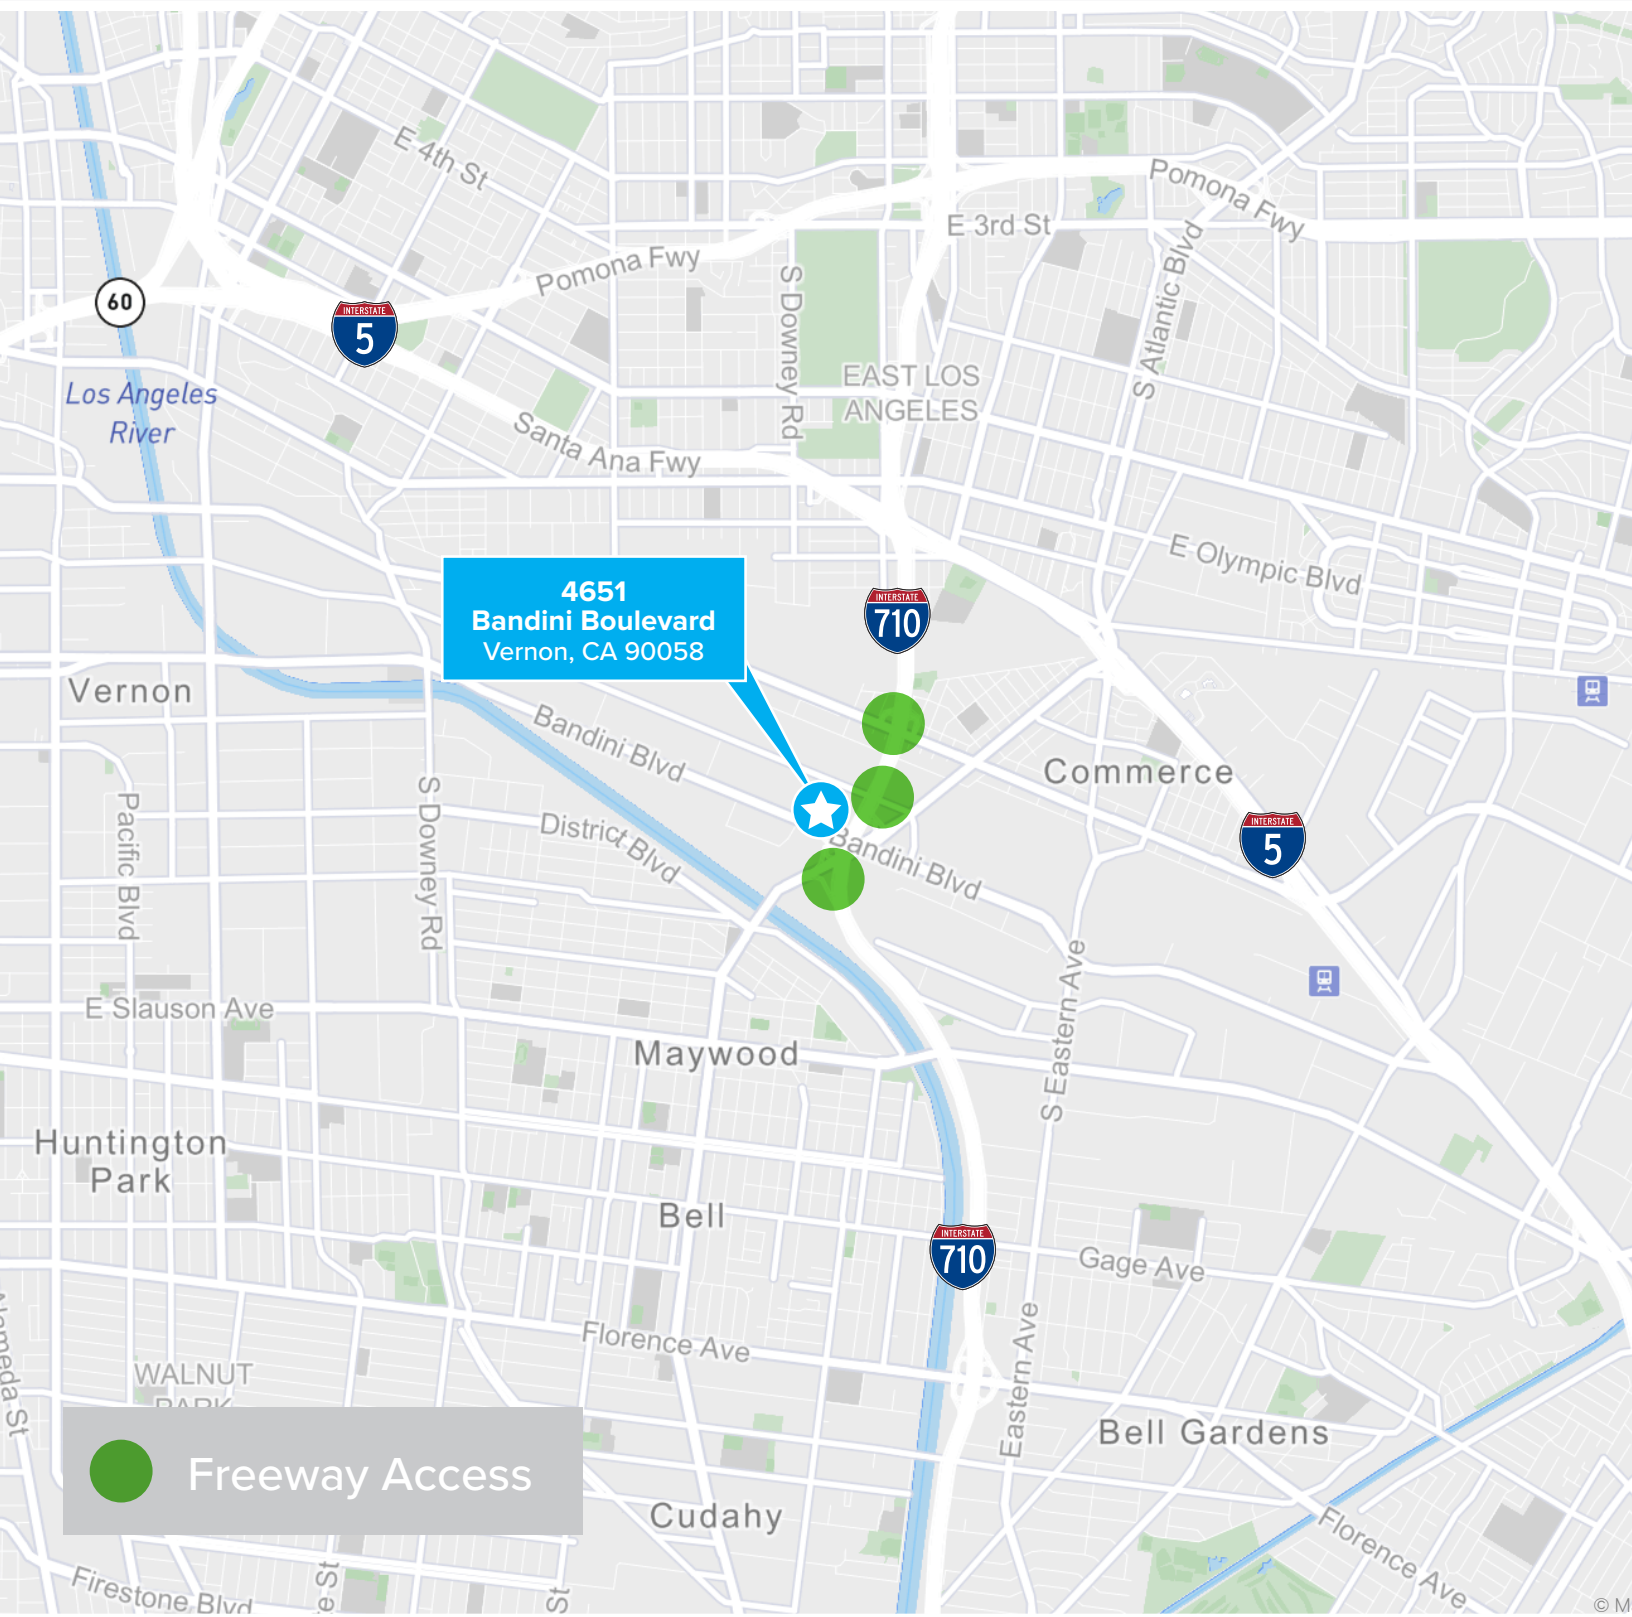 E 4th St
Pomona Fwy
E 3rd St
Pomona Fwy
S Downey Rd
S Atlantic Blvd
60
INTERSTATE
5
Los Angeles
River
EAST LOS
ANGELES
Santa Ana Fwy
E Olympic Blvd
4651
Bandini Boulevard
Vernon, CA 90058
INTERSTATE
710
Vernon
Bandini Blvd
Commerce
S Downey Rd
Pacific Blvd
District Blvd
Bandini Blvd
INTERSTATE
5
E Slauson Ave
S Eastern Ave
Maywood
Huntington
Park
Bell
INTERSTATE
710
Gage Ave
Florence Ave
Eastern Ave
WALNUT
PARK
Bell Gardens
Freeway Access
Cudahy
Florence Ave
Firestone Blvd
St
St
© M